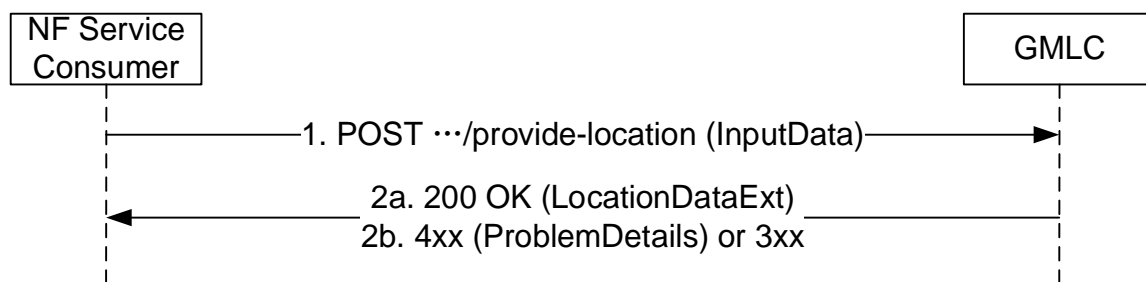 NF Service
Consumer
GMLC
1. POST …/provide-location (InputData)
2a. 200 OK (LocationDataExt)
2b. 4xx (ProblemDetails) or 3xx